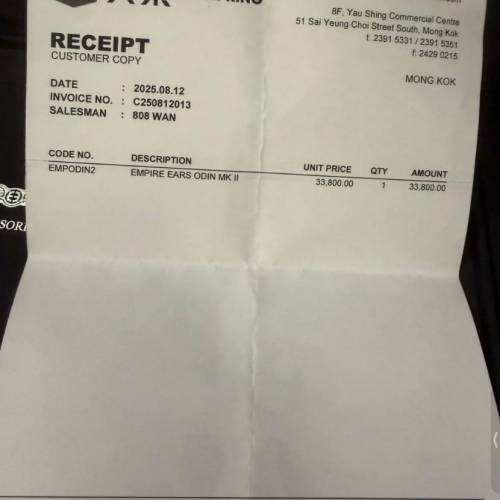 8F, Yau Shing Commercial Centre
51 Sai Yeung Choi Street South, Mong Kok
t: 2391 5331 / 2391 5351
f: 2429 0215
MONG KOK
RECEIPT
CUSTOMER COPY
DATE : 2025.08.12
INVOICE NO. : C250812013
SALESMAN : 808 WAN
CODE NO. DESCRIPTION UNIT PRICE QTY AMOUNT
EMPODIN2 EMPIRE EARS ODIN MK II 33,800.00 1 33,800.00